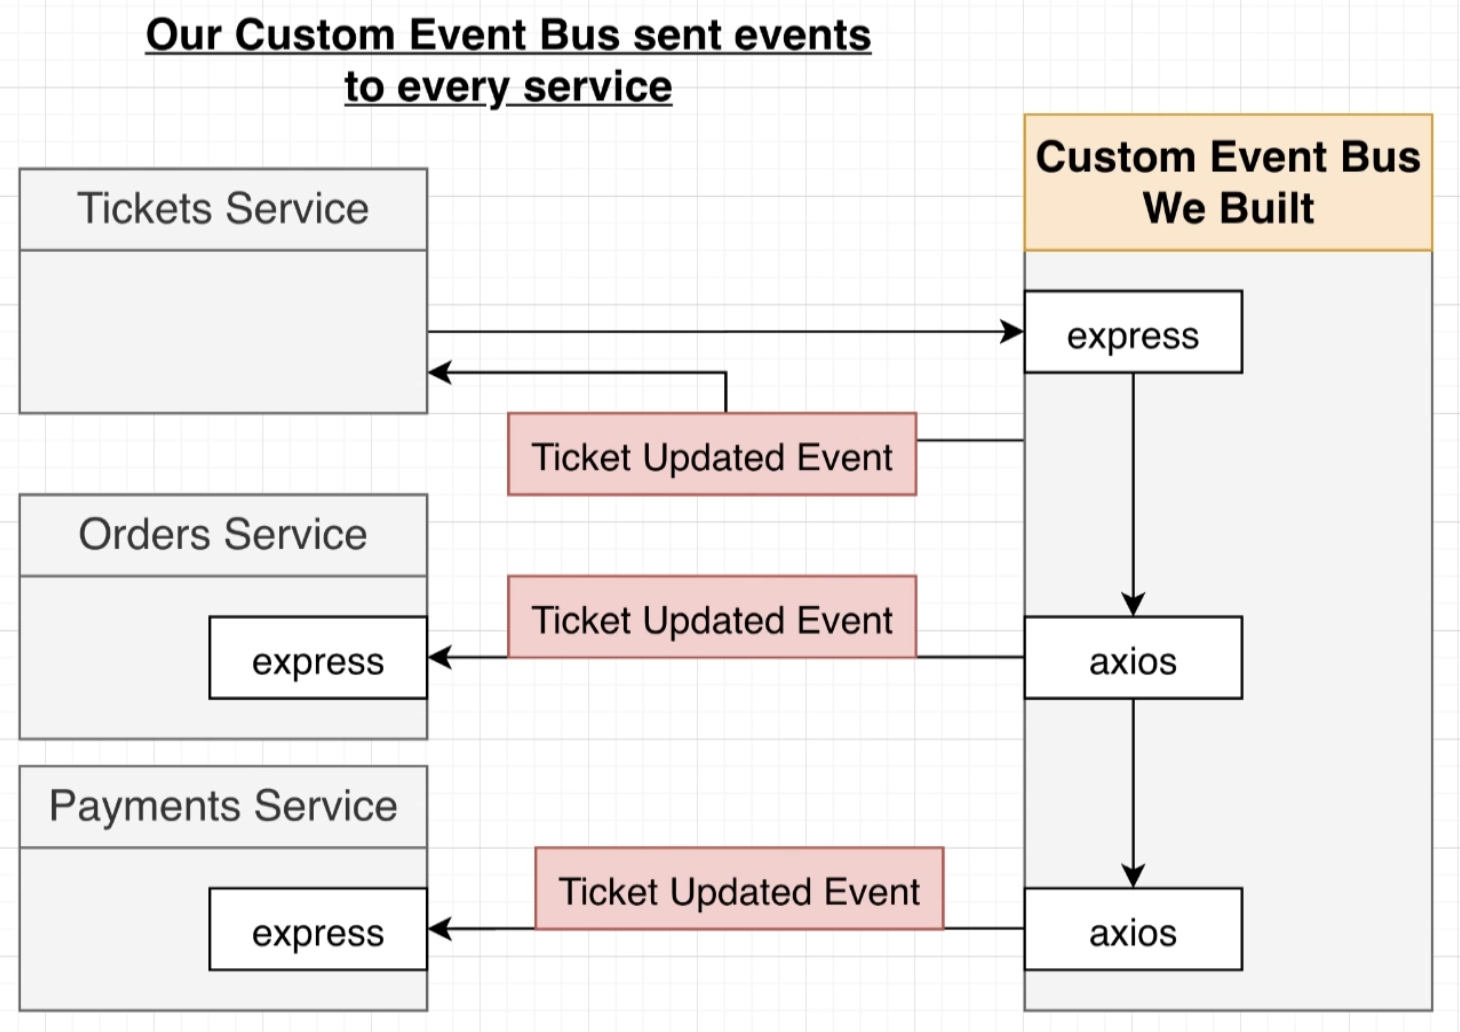 Our Custom Event Bus sent events
to every service
Custom Event Bus
We Built
Tickets Service
express
Ticket Updated Event
Orders Service
Ticket Updated Event
express
axios
Payments Service
Ticket Updated Event
express
axios